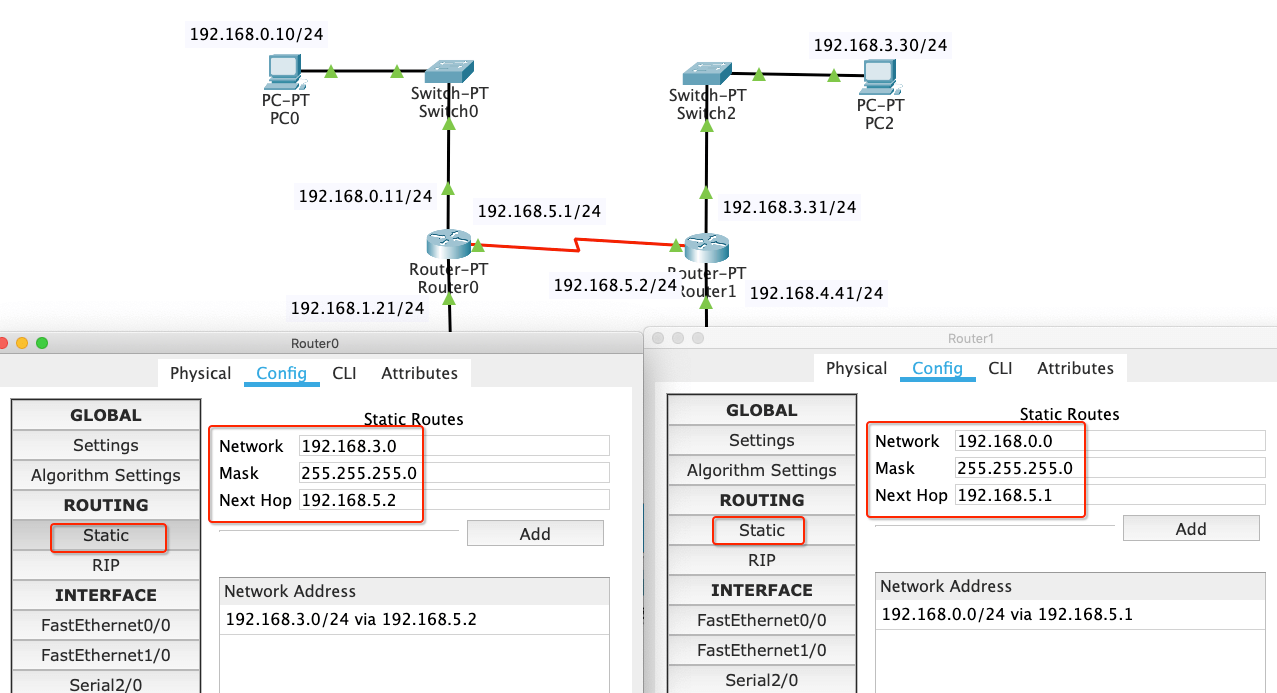 192.168.0.10/24
192.168.3.30/24
PC-PT
PC0
Switch-PT
Switch0
Switch-PT
Switch2
PC-PT
PC2
192.168.0.11/24
192.168.5.1/24
192.168.3.31/24
Router-PT
Router0
192.168.5.2/24
Router-PT
Router1
192.168.4.41/24
192.168.1.21/24
Router0
Physical Config CLI Attributes
GLOBAL
Settings
Algorithm Settings
ROUTING
Static
RIP
INTERFACE
FastEthernet0/0
FastEthernet1/0
Serial2/0
Static Routes
Network 192.168.3.0
Mask 255.255.255.0
Next Hop 192.168.5.2
Add
Network Address
192.168.3.0/24 via 192.168.5.2
Router1
Physical Config CLI Attributes
GLOBAL
Settings
Algorithm Settings
ROUTING
Static
RIP
INTERFACE
FastEthernet0/0
FastEthernet1/0
Serial2/0
Static Routes
Network 192.168.0.0
Mask 255.255.255.0
Next Hop 192.168.5.1
Add
Network Address
192.168.0.0/24 via 192.168.5.1